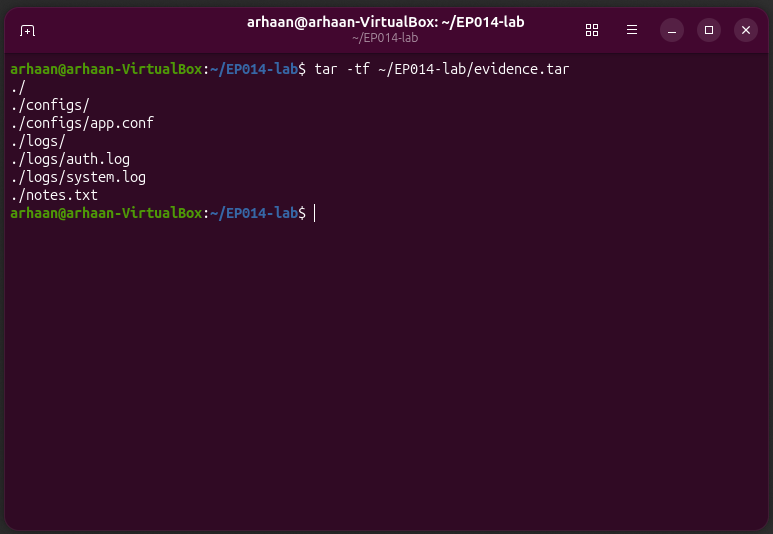 arhaan@arhaan-VirtualBox: ~/EP014-lab
~/EP014-lab
arhaan@arhaan-VirtualBox:~/EP014-lab$ tar -tf ~/EP014-lab/evidence.tar
./
./configs/
./configs/app.conf
./logs/
./logs/auth.log
./logs/system.log
./notes.txt
arhaan@arhaan-VirtualBox:~/EP014-lab$